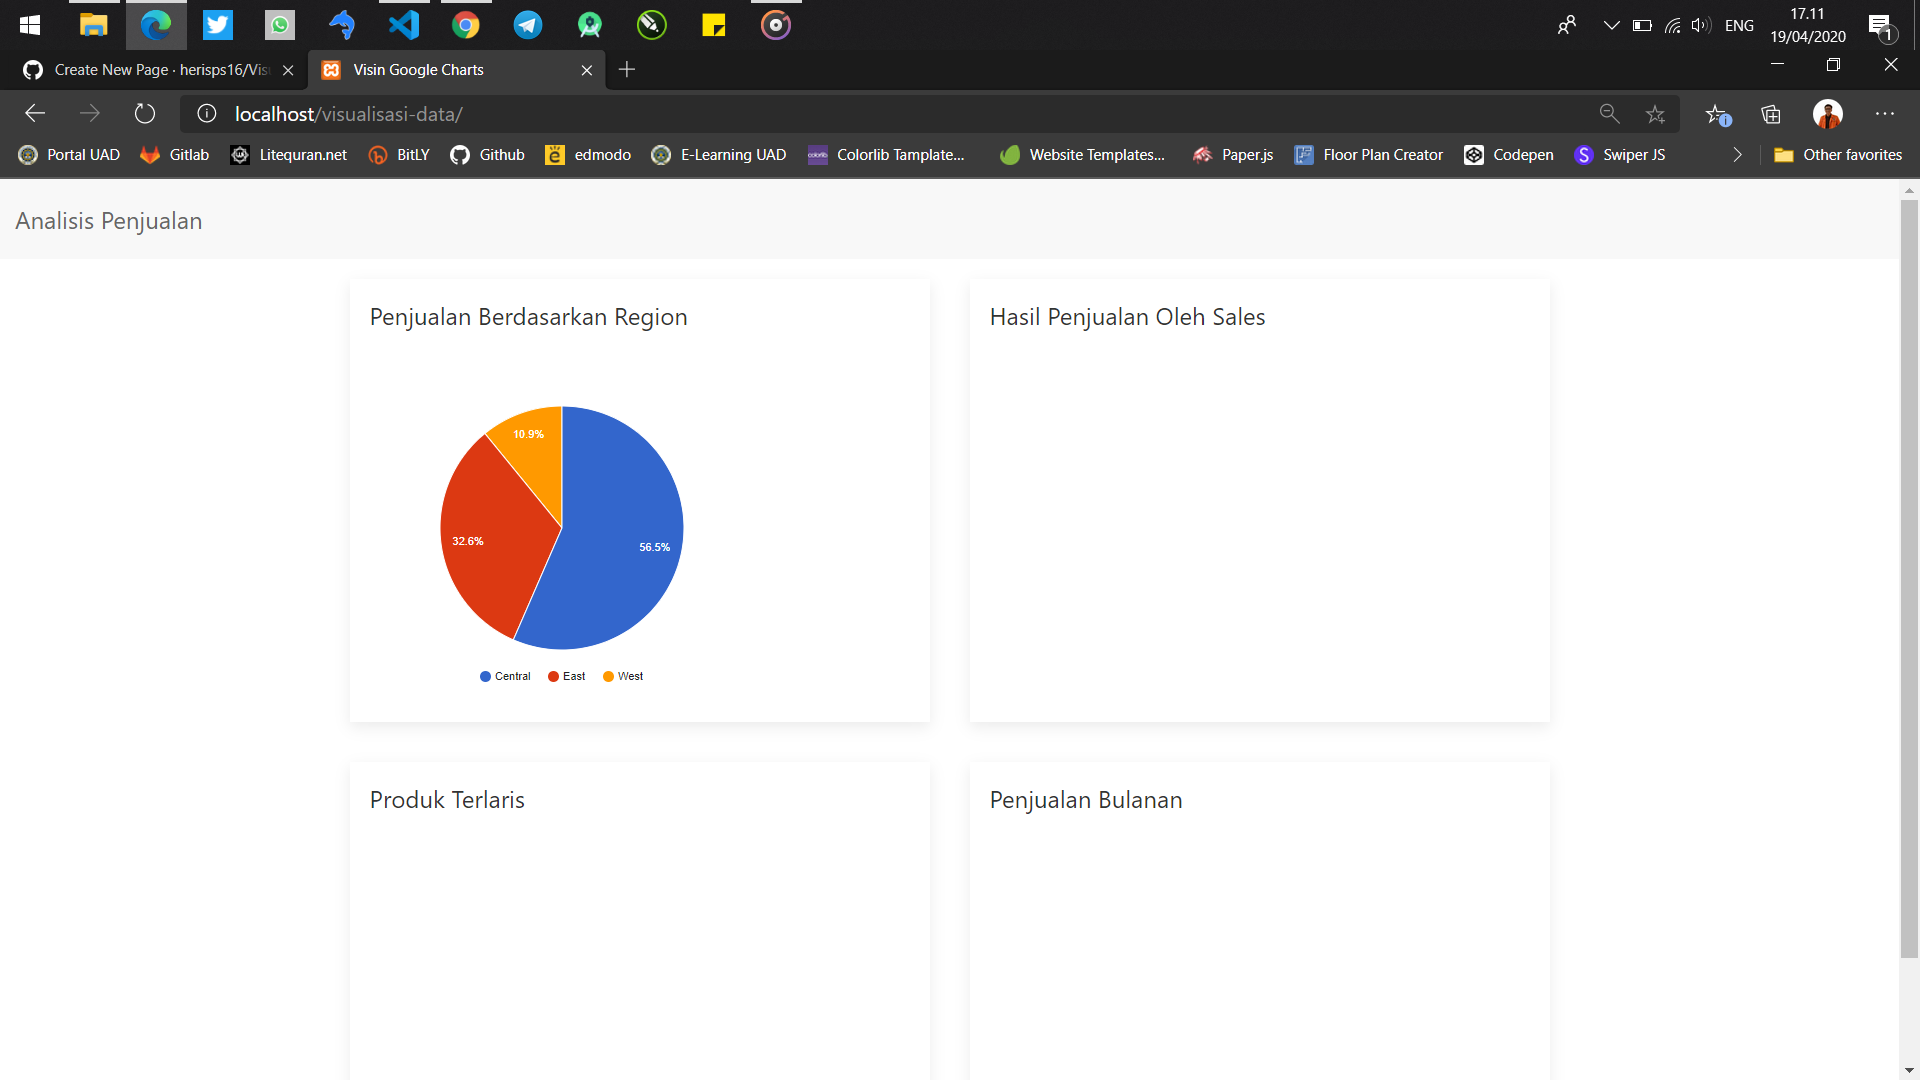 ENG
17.11
19/04/2020
1
Create New Page · herisps16/Vis
Visin Google Charts
localhost/visualisasi-data/
Portal UAD
Gitlab
Litequran.net
BitLY
Github
edmodo
E-Learning UAD
colorlib
Colorlib Tamplate...
Website Templates...
Paper.js
Floor Plan Creator
Codepen
Swiper JS
Other favorites
Analisis Penjualan
Penjualan Berdasarkan Region
10.9%
32.6%
56.5%
Central
East
West
Hasil Penjualan Oleh Sales
Produk Terlaris
Penjualan Bulanan